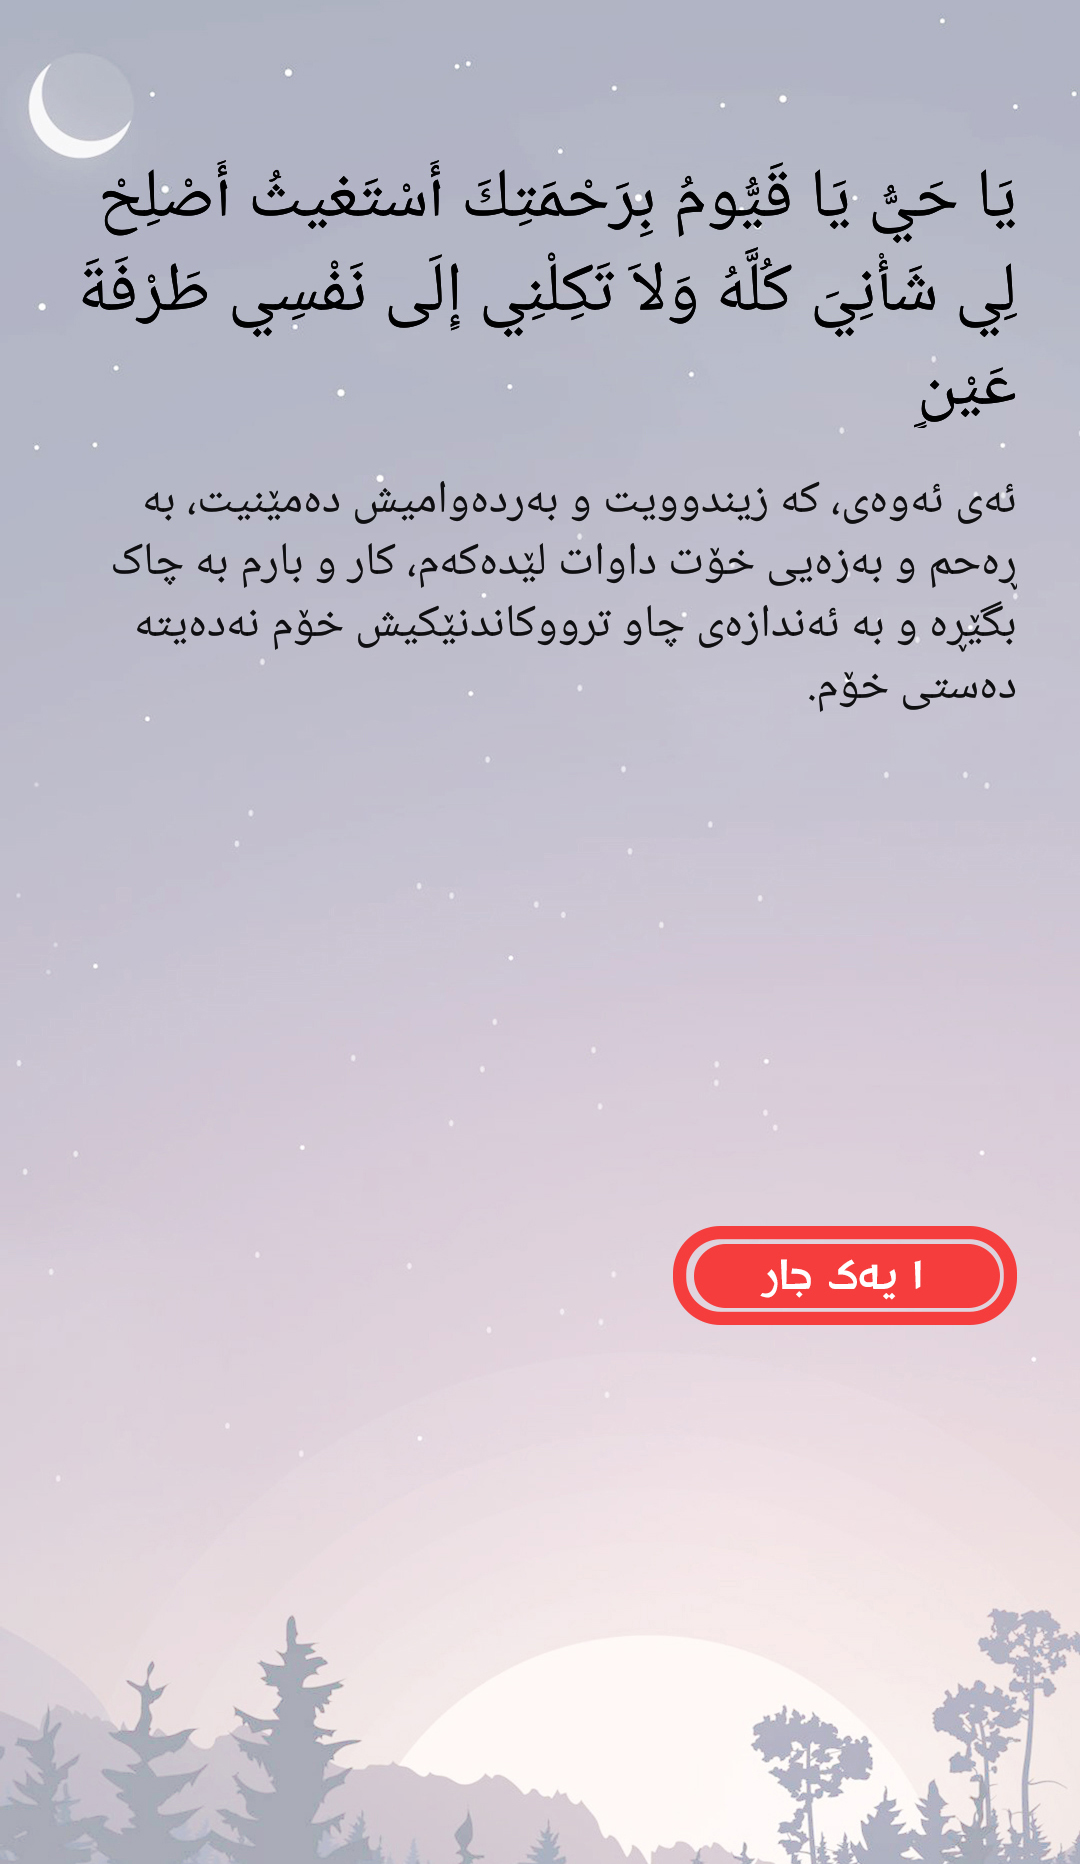 يَا حَيُّ يَا قَيُّومُ بِرَحْمَتِكَ أَسْتَغيثُ أَصْلِحْ
لِي شَأْنِيَ كُلَّهُ وَلاَ تَكِلْنِي إِلَى نَفْسِي طَرْفَةَ
عَيْنٍ
ئەی ئەوەی، کە زیندوویت و بەردەوامیش دەمێنیت، بە
ڕەحم و بەزەیی خۆت داوات لێدەکەم، کار و بارم بە چاک
بگێڕە و بە ئەندازەی چاو ترووکاندنێکیش خۆم نەدەیتە
دەستی خۆم.
١ یەک جار